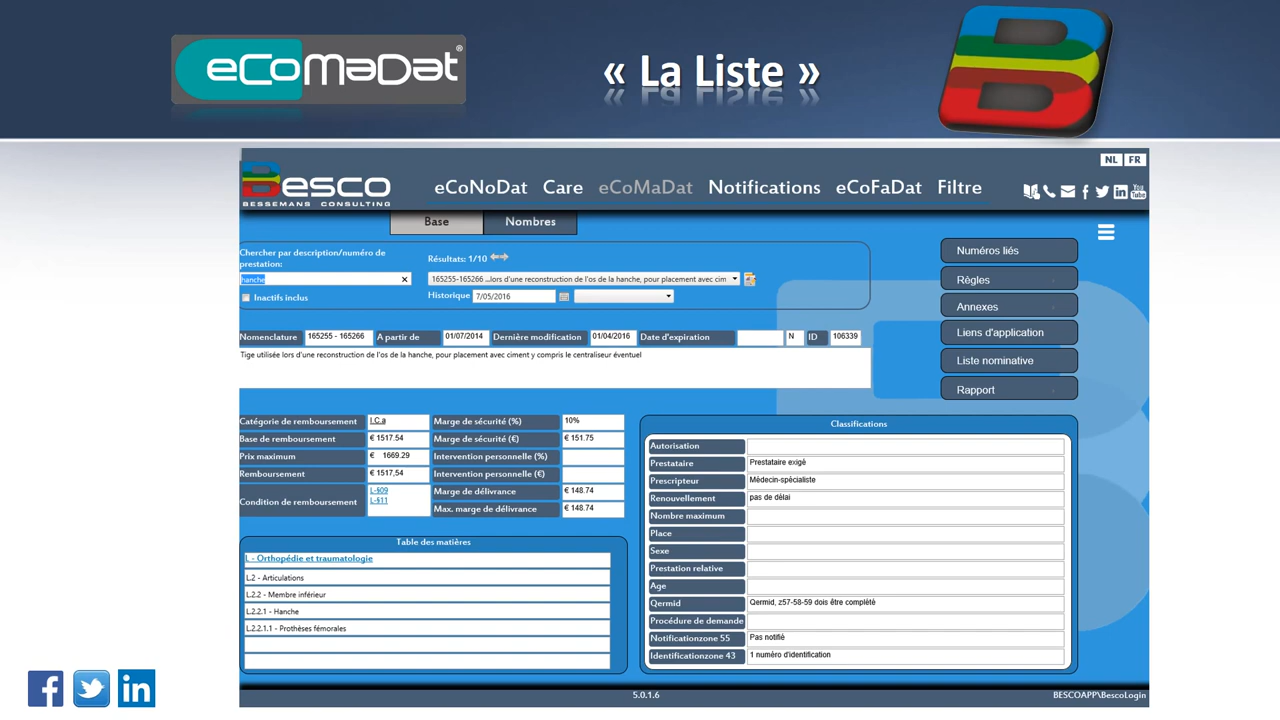 eCoMaDat®
« La Liste »
B
NL FR
Besco
BESSEMANS CONSULTING
eCoNoDat Care eCoMaDat Notifications eCoFaDat Filtre
Base Nombres
Chercher par description/numéro de
prestation:
hanche
Inactifs inclus
Résultats: 1/10
165255-165266 ...lors d'une reconstruction de l'os de la hanche, pour placement avec cim
Historique 7/05/2016
Numéros liés
Règles
Annexes
Liens d'application
Liste nominative
Rapport
Nomenclature 165255 - 165266 A partir de 01/07/2014 Dernière modification 01/04/2016 Date d'expiration N ID 106339
Tige utilisée lors d'une reconstruction de l'os de la hanche, pour placement avec ciment y compris le centraliseur éventuel
Catégorie de remboursement I.C.a Marge de sécurité (%) 10%
Base de remboursement € 1517.54 Marge de sécurité (€) € 151.75
Prix maximum € 1669.29 Intervention personnelle (%)
Remboursement € 1517,54 Intervention personnelle (€)
Condition de remboursement L-§09 Marge de délivrance € 148.74
L-§11 Max. marge de délivrance € 148.74
Table des matières
L - Orthopédie et traumatologie
L.2 - Articulations
L.2.2 - Membre inférieur
L.2.2.1 - Hanche
L.2.2.1.1 - Prothèses fémorales
Classifications
Autorisation
Prestataire Prestataire exigé
Prescripteur Médecin-spécialiste
Renouvellement pas de délai
Nombre maximum
Place
Sexe
Prestation relative
Age
Qermid Qermid, z57-58-59 dois être complété
Procédure de demande
Notificationzone 55 Pas notifié
Identificationzone 43 1 numéro d'identification
5.0.1.6
BESCOAPP\BescoLogin